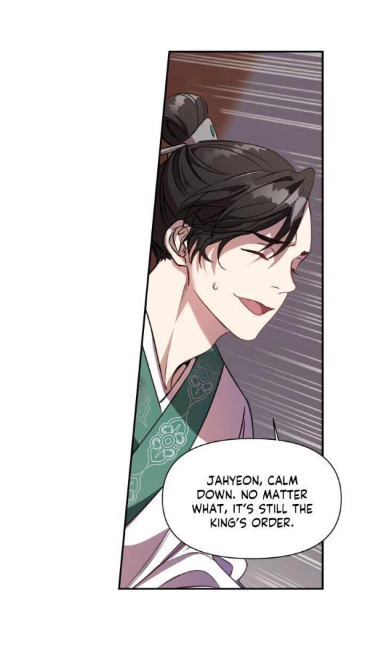 JAHYEON, CALM
DOWN. NO MATTER
WHAT, IT'S STILL THE
KING'S ORDER.